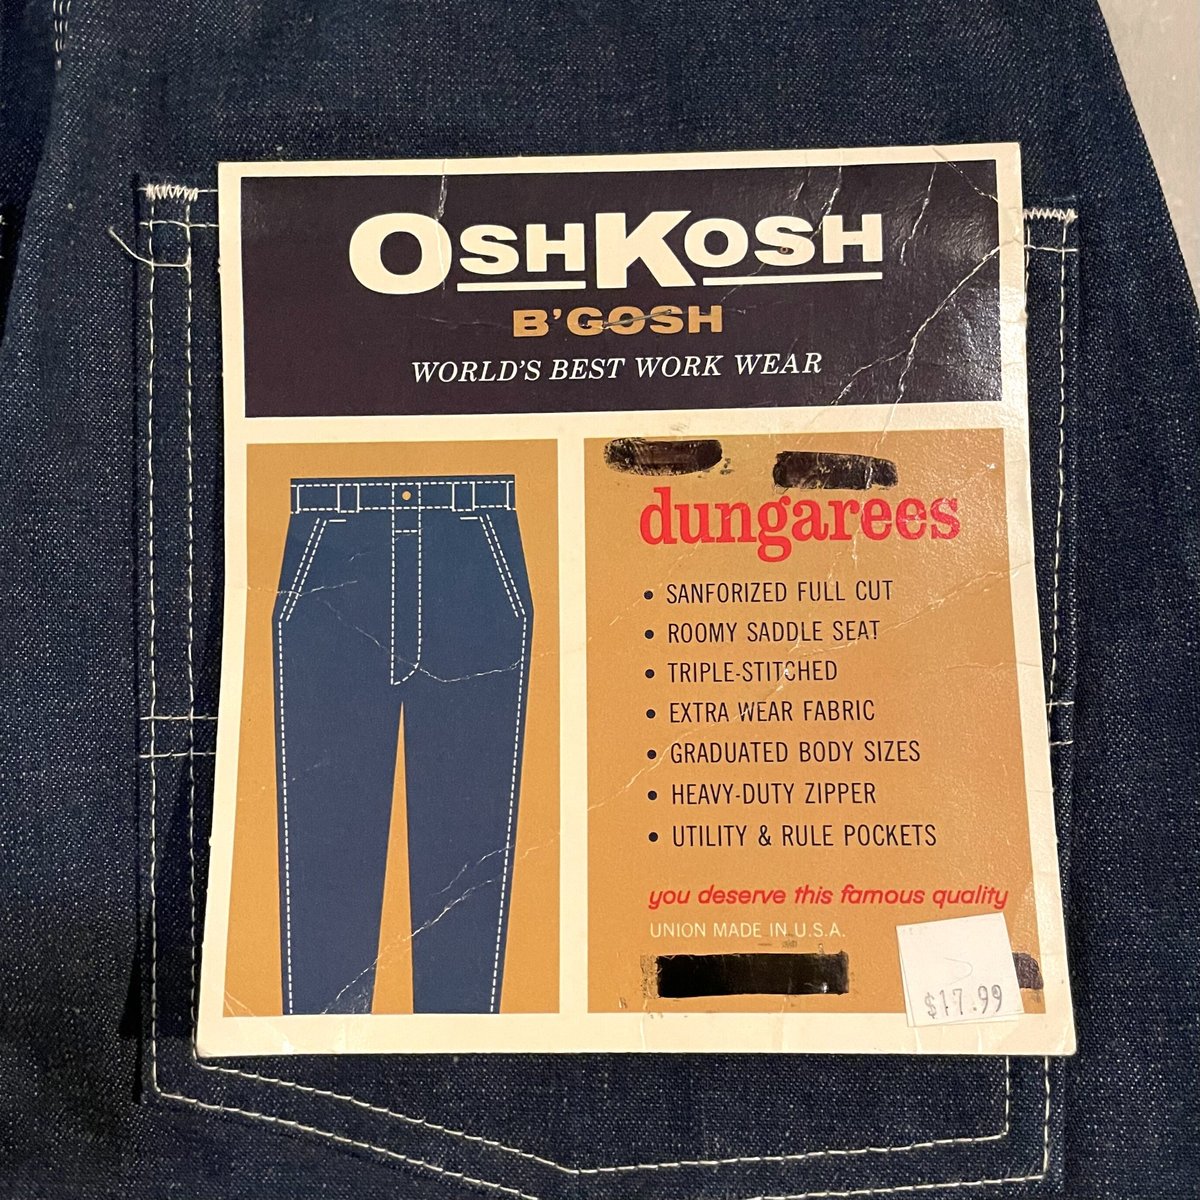 OSHKOSH
B'GOSH
WORLD'S BEST WORK WEAR
dungarees
• SANFORIZED FULL CUT
• ROOMY SADDLE SEAT
• TRIPLE-STITCHED
• EXTRA WEAR FABRIC
• GRADUATED BODY SIZES
• HEAVY-DUTY ZIPPER
• UTILITY & RULE POCKETS
you deserve this famous quality
UNION MADE IN U.S.A.
$17.99